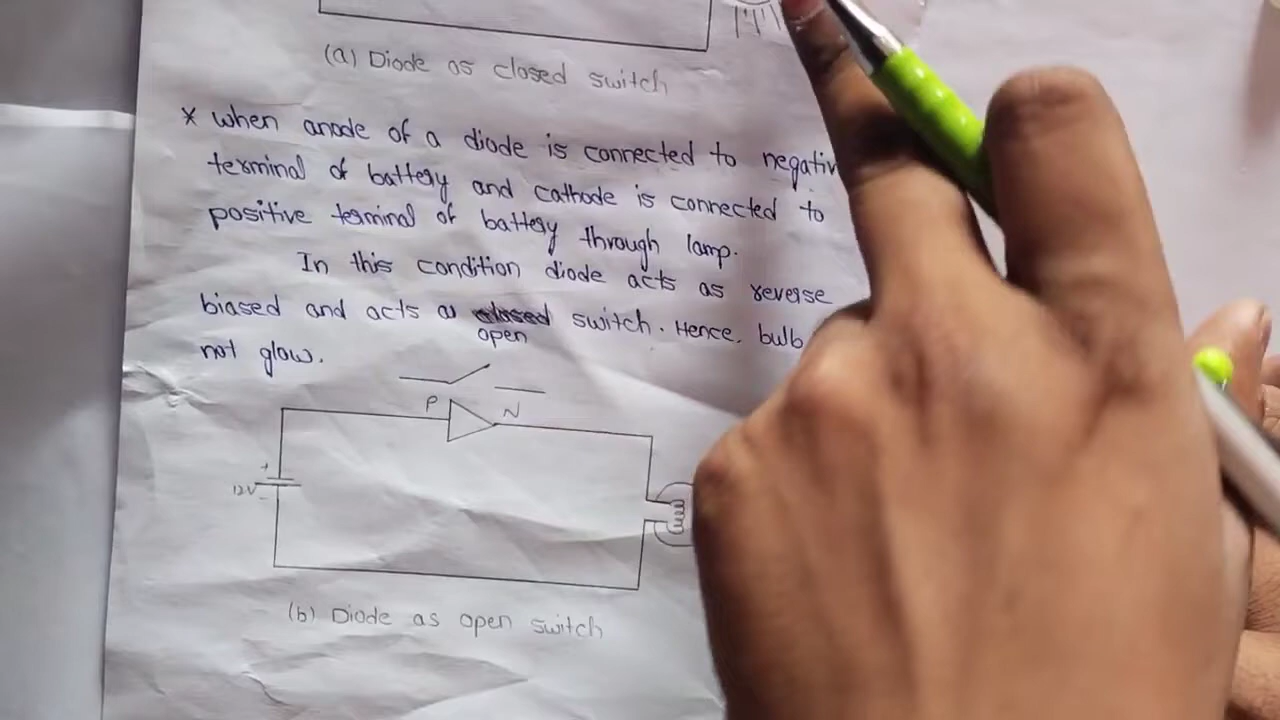 (a) Diode as closed switch
* when anode of a diode is connected to negativ
terminal of battery and cathode is connected to
positive terminal of battery through lamp.
In this condition diode acts as reverse
biased and acts a closed switch. Hence. bulb
open
not glow.
P N
+
12V
-
(b) Diode as open switch